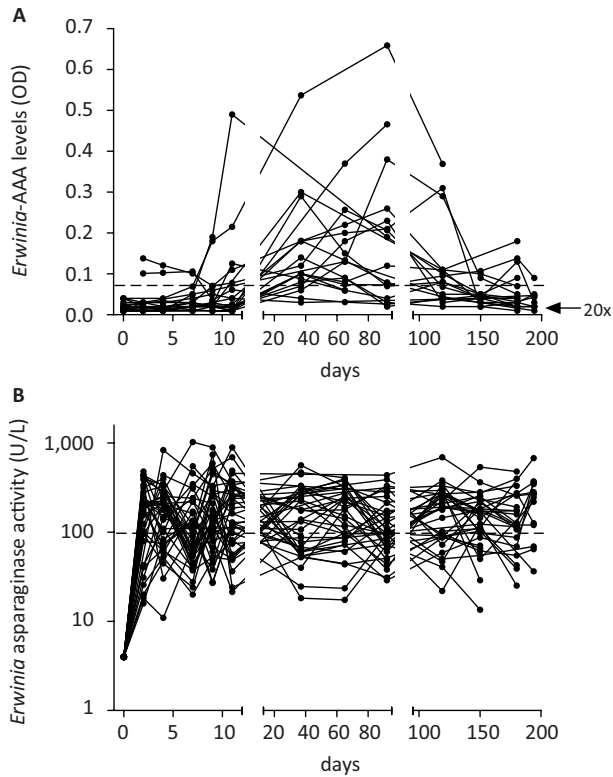 A
Erwinia-AAA levels (OD)
0.7
0.6
0.5
0.4
0.3
0.2
0.1
0.0
20x
0 5 10 20 40 60 80 100 150 200
days
B
Erwinia asparaginase activity (U/L)
1,000
100
10
1
0 5 10 20 40 60 80 100 150 200
days